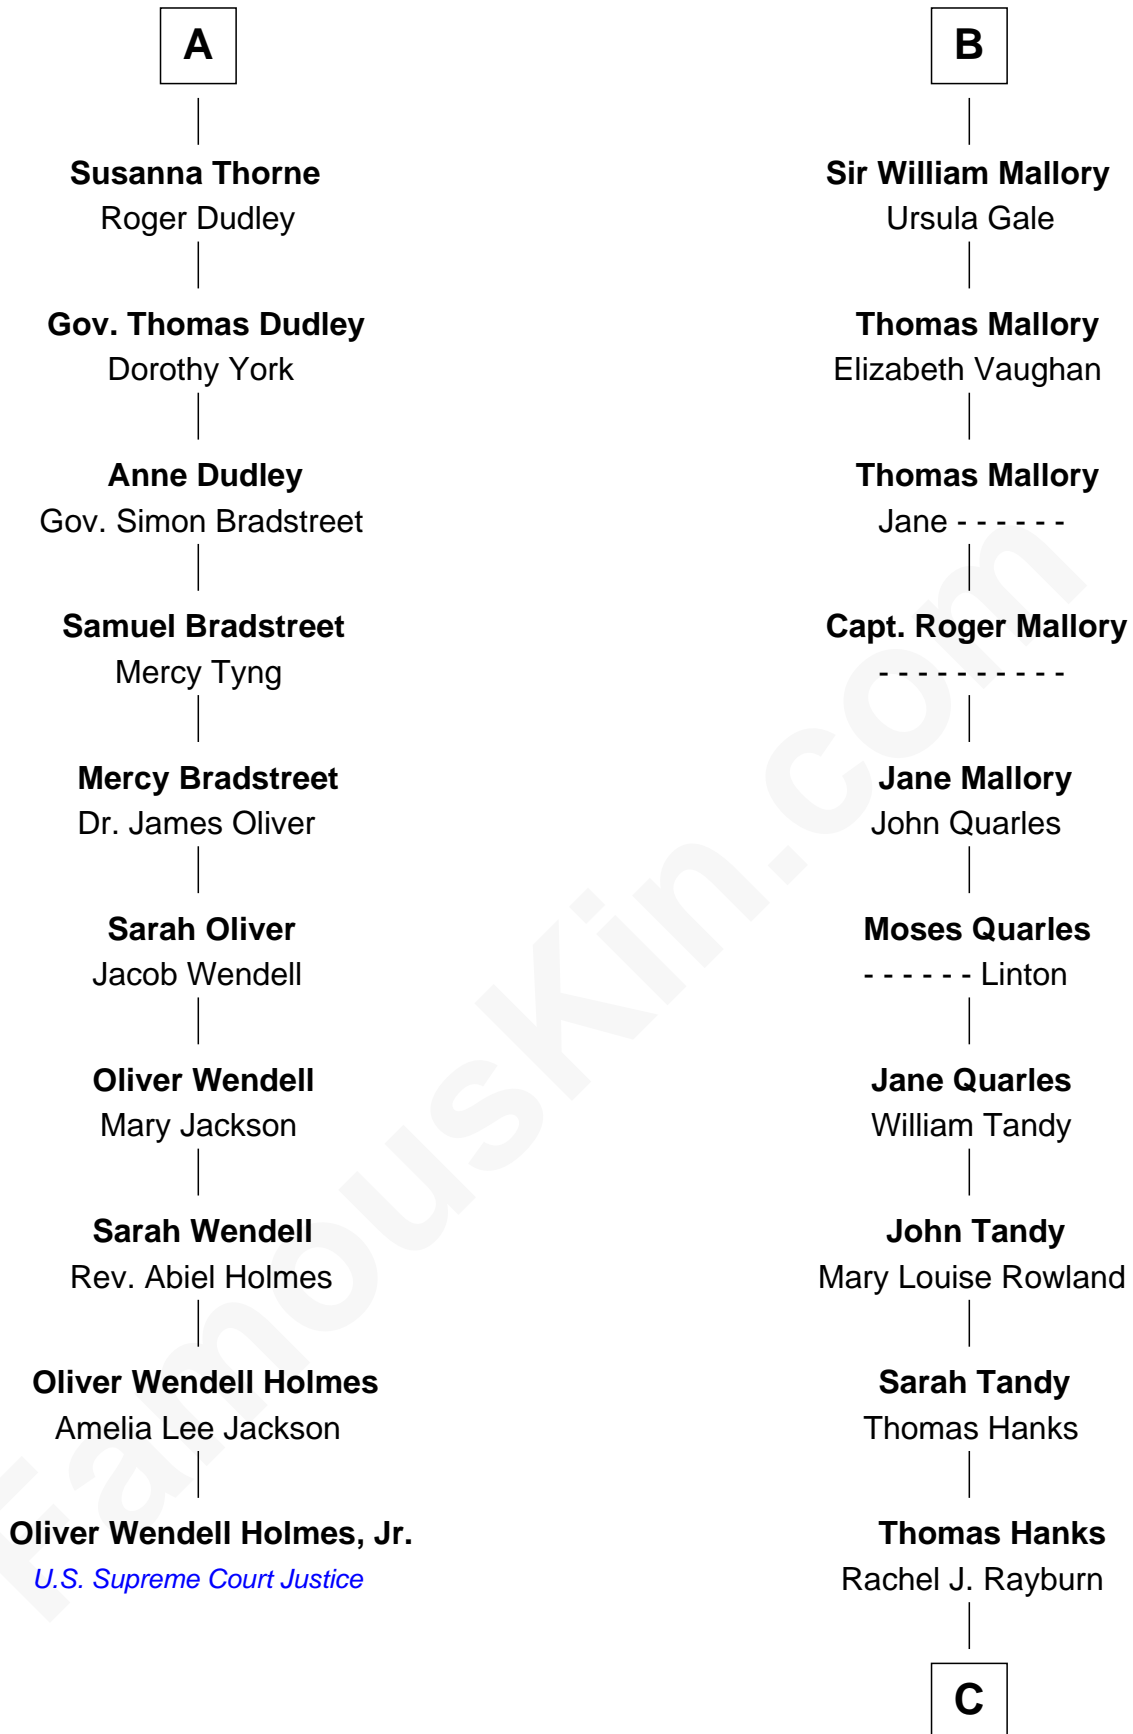 A
Susanna Thorne
Roger Dudley
Gov. Thomas Dudley
Dorothy York
Anne Dudley
Gov. Simon Bradstreet
Samuel Bradstreet
Mercy Tyng
Mercy Bradstreet
Dr. James Oliver
Sarah Oliver
Jacob Wendell
Oliver Wendell
Mary Jackson
Sarah Wendell
Rev. Abiel Holmes
Oliver Wendell Holmes
Amelia Lee Jackson
Oliver Wendell Holmes, Jr.
U.S. Supreme Court Justice
B
Sir William Mallory
Ursula Gale
Thomas Mallory
Elizabeth Vaughan
Thomas Mallory
Jane - - - - - -
Capt. Roger Mallory
- - - - - - - - - -
Jane Mallory
John Quarles
Moses Quarles
- - - - - - Linton
Jane Quarles
William Tandy
John Tandy
Mary Louise Rowland
Sarah Tandy
Thomas Hanks
Thomas Hanks
Rachel J. Rayburn
C
FamousKin.com